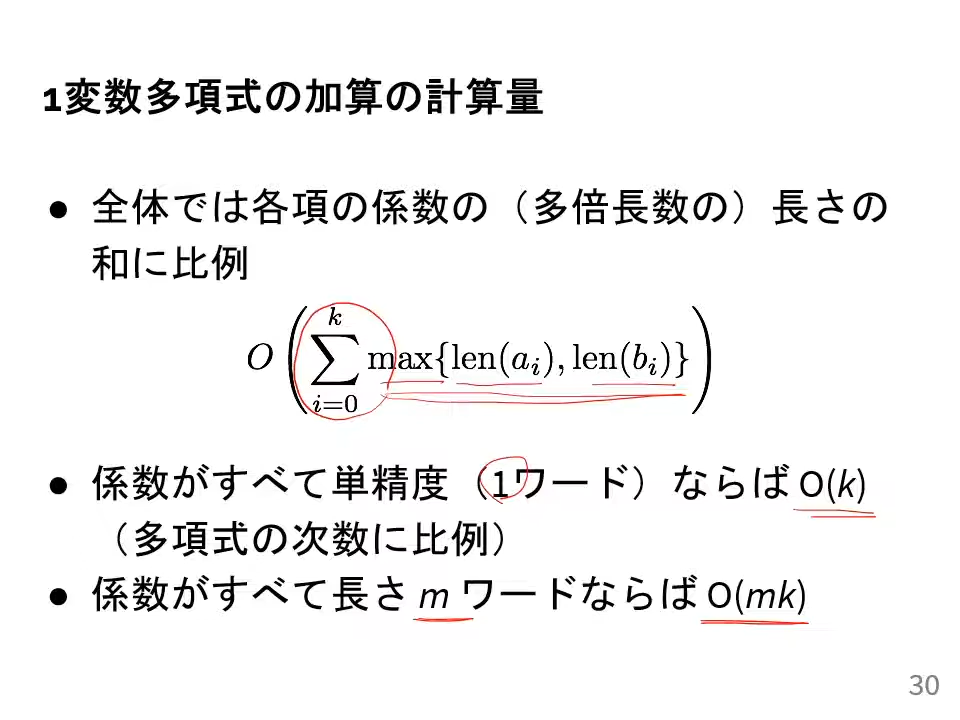 1変数多項式の加算の計算量
● 全体では各項の係数の（多倍長数の）長さの
和に比例
O(∑_{i=0}^{k} max{len(a_i), len(b_i)})
● 係数がすべて単精度（1ワード）ならば O(k)
（多項式の次数に比例）
● 係数がすべて長さ m ワードならば O(mk)
30